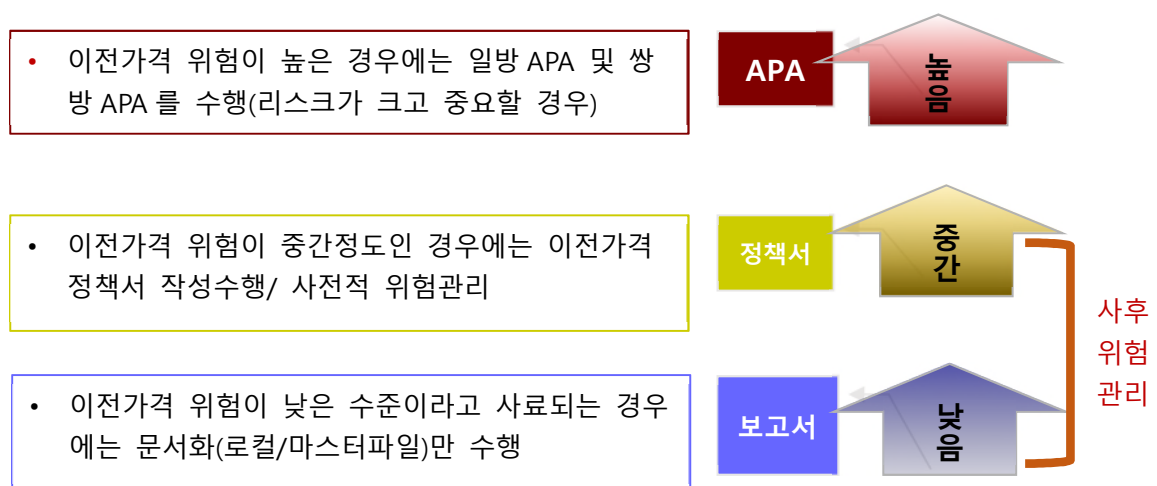 • 이전가격 위험이 높은 경우에는 일방 APA 및 쌍
방 APA 를 수행(리스크가 크고 중요할 경우)
APA
높음
• 이전가격 위험이 중간정도인 경우에는 이전가격
정책서 작성수행/ 사전적 위험관리
정책서
중간
• 이전가격 위험이 낮은 수준이라고 사료되는 경우
에는 문서화(로컬/마스터파일)만 수행
보고서
낮음
사후
위험
관리